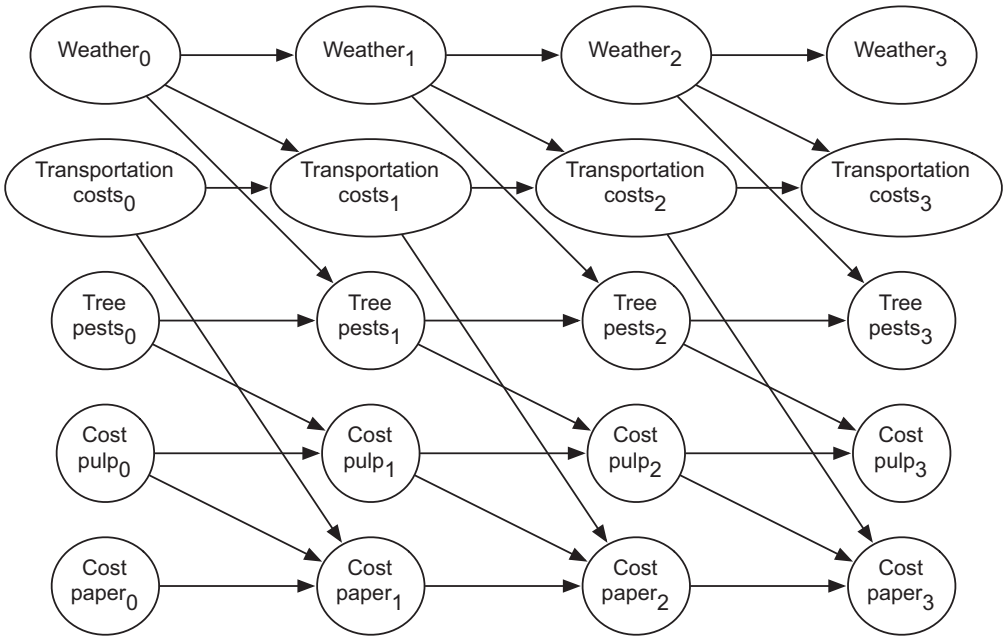 Weather0
Weather1
Weather2
Weather3
Transportation
costs0
Transportation
costs1
Transportation
costs2
Transportation
costs3
Tree
pests0
Tree
pests1
Tree
pests2
Tree
pests3
Cost
pulp0
Cost
pulp1
Cost
pulp2
Cost
pulp3
Cost
paper0
Cost
paper1
Cost
paper2
Cost
paper3